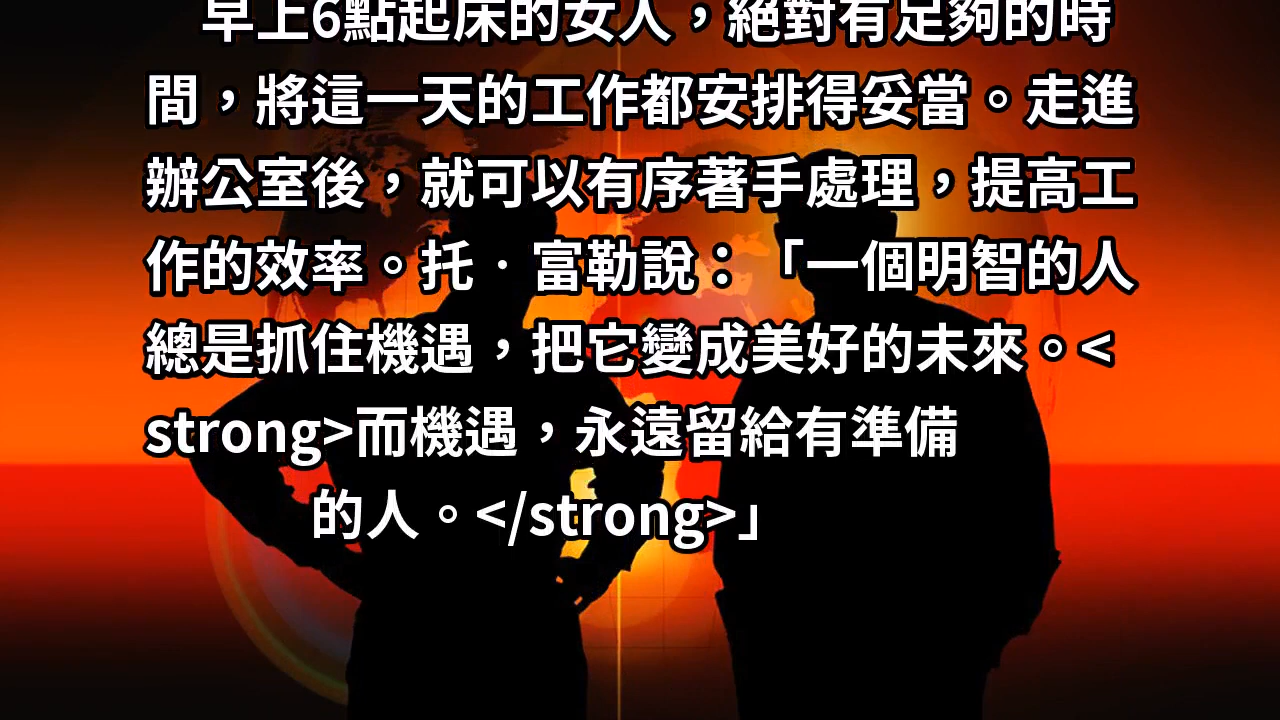 早上6點起床的女人，絕對有足夠的時
間，將這一天的工作都安排得妥當。走進
辦公室後，就可以有序著手處理，提高工
作的效率。托．富勒說：「一個明智的人
總是抓住機遇，把它變成美好的未來。<
strong>而機遇，永遠留給有準備
的人。</strong>」